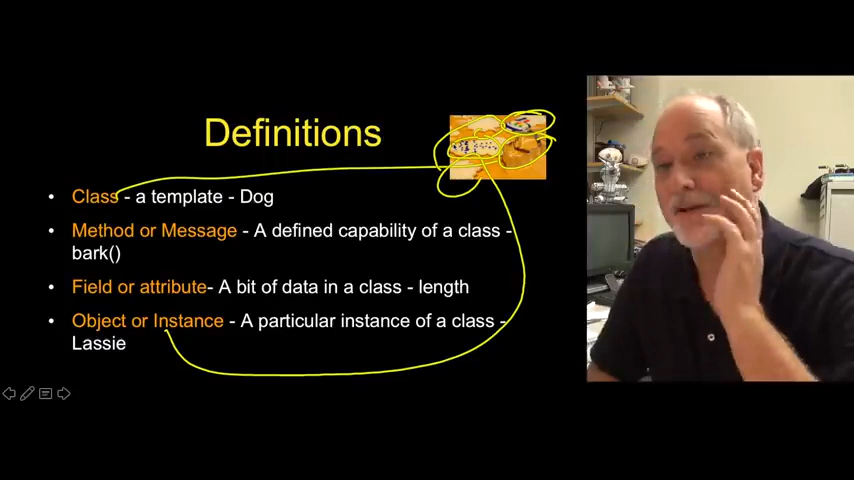 Definitions
• Class - a template - Dog
• Method or Message - A defined capability of a class -
bark()
• Field or attribute- A bit of data in a class - length
• Object or Instance - A particular instance of a class -
Lassie